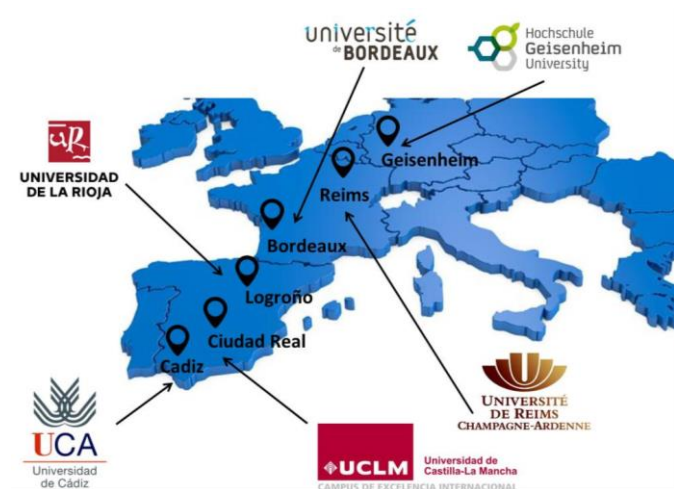 université
de BORDEAUX
Hochschule
Geisenheim
University
UR
UNIVERSIDAD
DE LA RIOJA
Geisenheim
Reims
Bordeaux
Logroño
Ciudad Real
Cadiz
UCA
Universidad
de Cádiz
UNIVERSITÉ
DE REIMS
CHAMPAGNE-ARDENNE
UCLM
Universidad de
Castilla-La Mancha
CAMPUS DE EXCELENCIA INTERNACIONAL